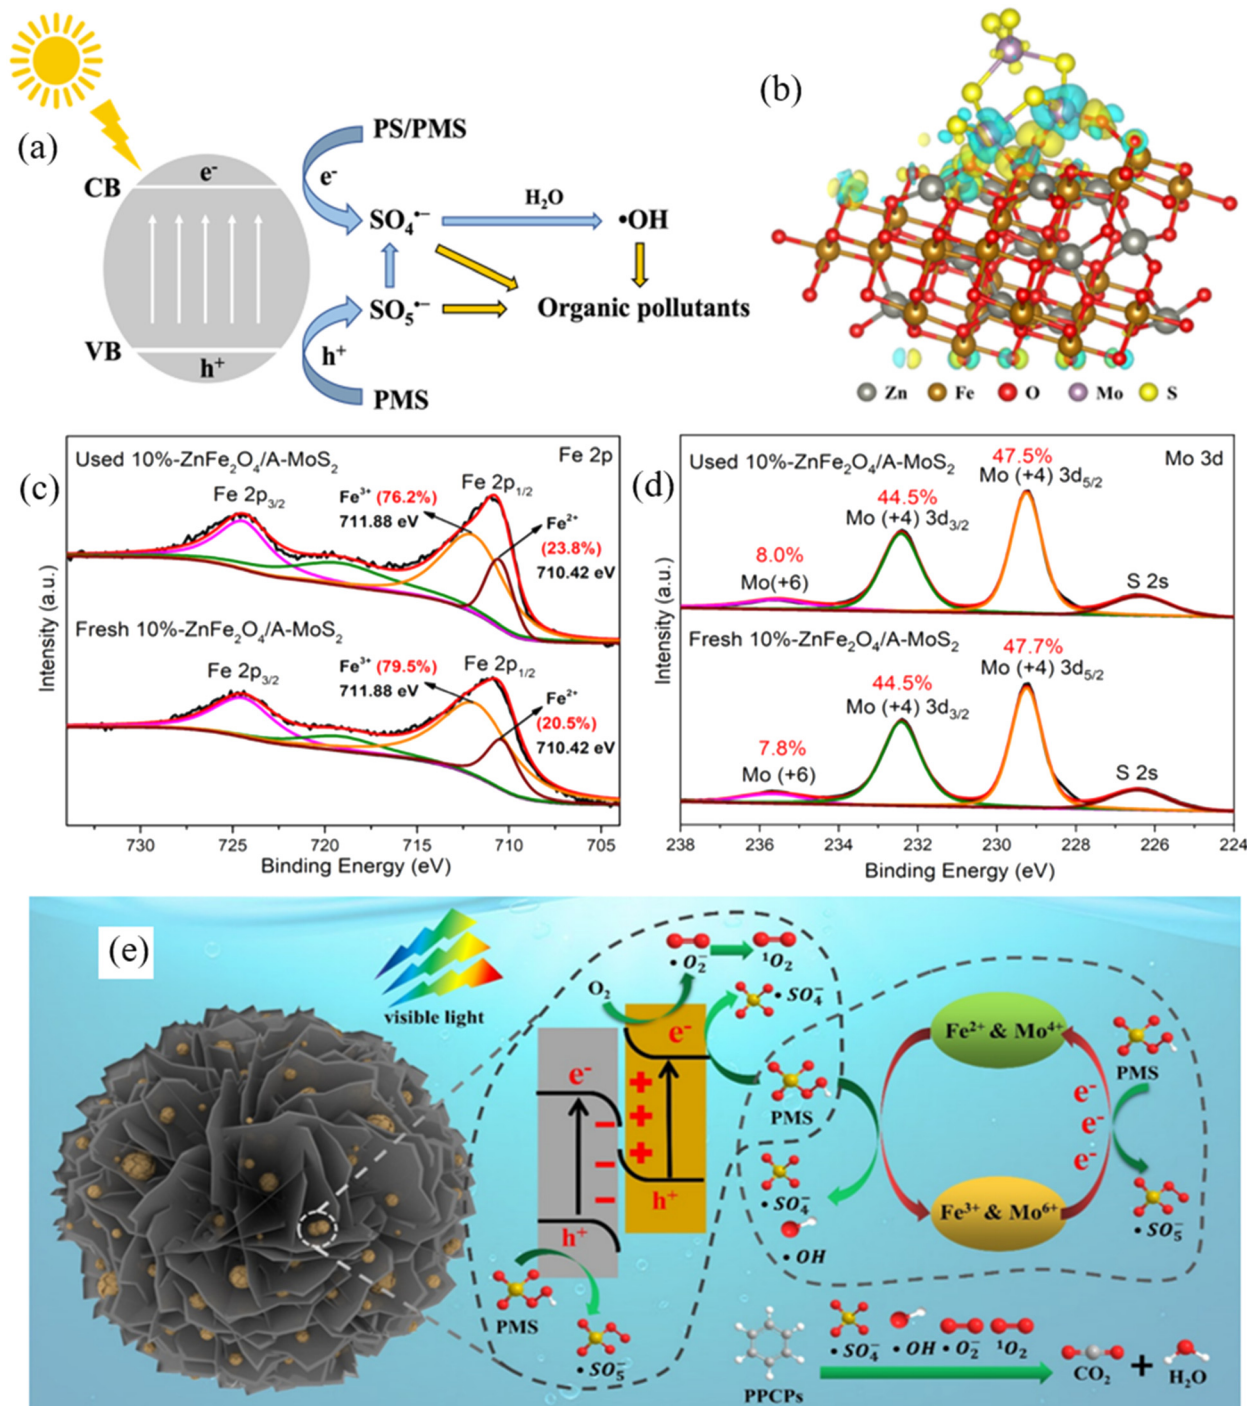 (a)
PS/PMS
CB
e⁻
e⁻
SO₄•−
H₂O
•OH
SO₅•−
Organic pollutants
VB
h⁺
h⁺
PMS
(b)
Zn Fe O Mo S
(c)
Used 10%-ZnFe₂O₄/A-MoS₂
Fe 2p
Fe 2p₃/₂
Fe³⁺ (76.2%)
711.88 eV
Fe 2p₁/₂
Fe²⁺
(23.8%)
710.42 eV
Fresh 10%-ZnFe₂O₄/A-MoS₂
Fe 2p₃/₂
Fe³⁺ (79.5%)
711.88 eV
Fe 2p₁/₂
Fe²⁺
(20.5%)
710.42 eV
Intensity (a.u.)
730 725 720 715 710 705
Binding Energy (eV)
(d)
Used 10%-ZnFe₂O₄/A-MoS₂
Mo 3d
47.5%
Mo (+4) 3d₅/₂
44.5%
Mo (+4) 3d₃/₂
8.0%
Mo(+6)
S 2s
Fresh 10%-ZnFe₂O₄/A-MoS₂
47.7%
Mo (+4) 3d₅/₂
44.5%
Mo (+4) 3d₃/₂
7.8%
Mo (+6)
S 2s
Intensity (a.u.)
238 236 234 232 230 228 226 224
Binding Energy (eV)
(e)
visible light
O₂
• O₂⁻
¹O₂
• SO₄⁻
e⁻
e⁻
h⁺
h⁺
PMS
• SO₅⁻
PMS
• SO₄⁻
• OH
Fe²⁺ & Mo⁴⁺
Fe³⁺ & Mo⁶⁺
e⁻
e⁻
e⁻
PMS
• SO₅⁻
PPCPs
• SO₄⁻ • OH • O₂⁻ ¹O₂
CO₂ + H₂O